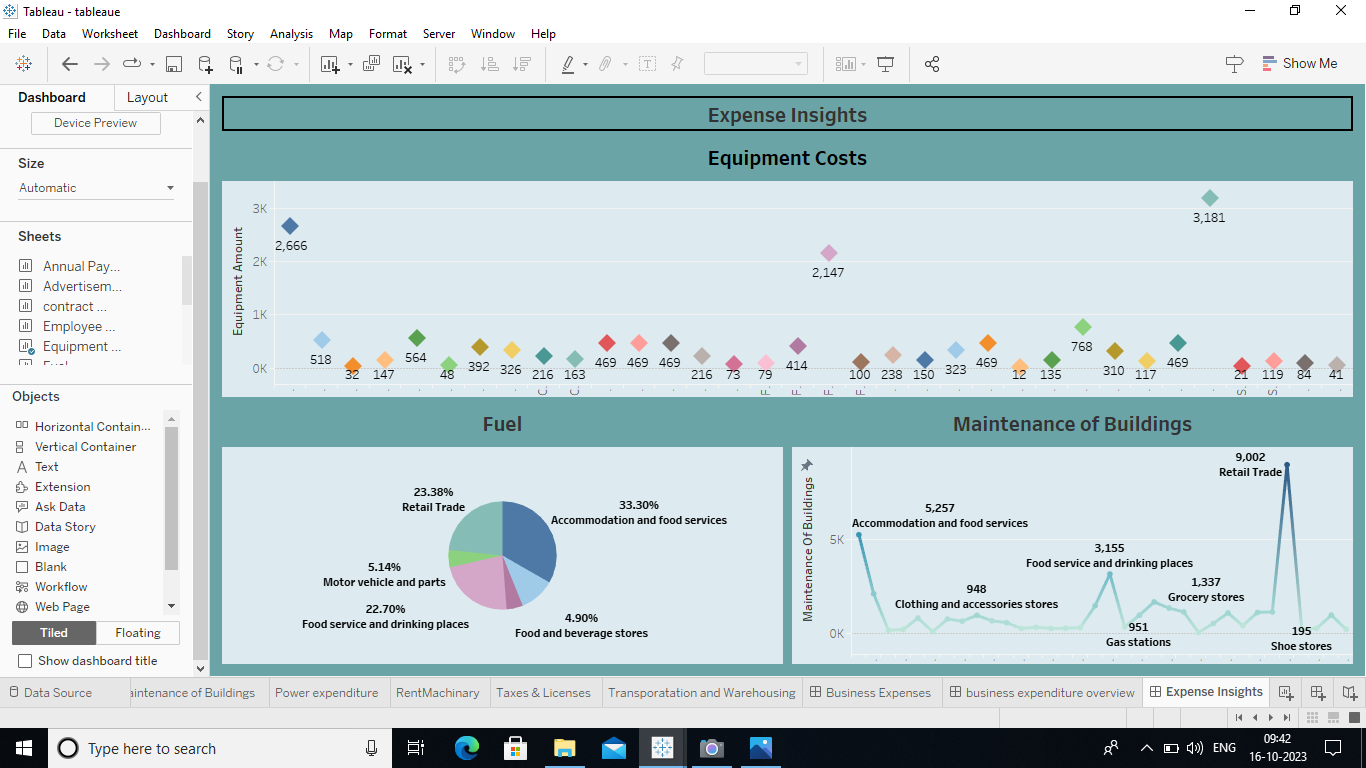 Tableau - tableaue
File Data Worksheet Dashboard Story Analysis Map Format Server Window Help
Show Me
Dashboard Layout
Device Preview
Size
Automatic
Sheets
Annual Pay...
Advertisem...
contract ...
Employee ...
Equipment ...
Objects
Horizontal Contain...
Vertical Container
Text
Extension
Ask Data
Data Story
Image
Blank
Workflow
Web Page
Tiled Floating
Show dashboard title
Expense Insights
Equipment Costs
Equipment Amount
3K
2K
1K
0K
2,666
518
32
147
564
48
392
326
216
163
469
469
469
216
73
79
414
2,147
100
238
150
323
469
12
135
768
310
117
469
3,181
21
119
84
41
C.
C.
F.
F.
F.
F.
S.
S.
Fuel
23.38%
Retail Trade
33.30%
Accommodation and food services
5.14%
Motor vehicle and parts
22.70%
Food service and drinking places
4.90%
Food and beverage stores
Maintenance of Buildings
Maintenance Of Buildings
5K
0K
9,002
Retail Trade
5,257
Accommodation and food services
3,155
Food service and drinking places
948
Clothing and accessories stores
1,337
Grocery stores
951
Gas stations
195
Shoe stores
Data Source intenance of Buildings Power expenditure RentMachinary Taxes & Licenses Transporatation and Warehousing Business Expenses business expenditure overview Expense Insights
Type here to search
ENG
09:42
16-10-2023